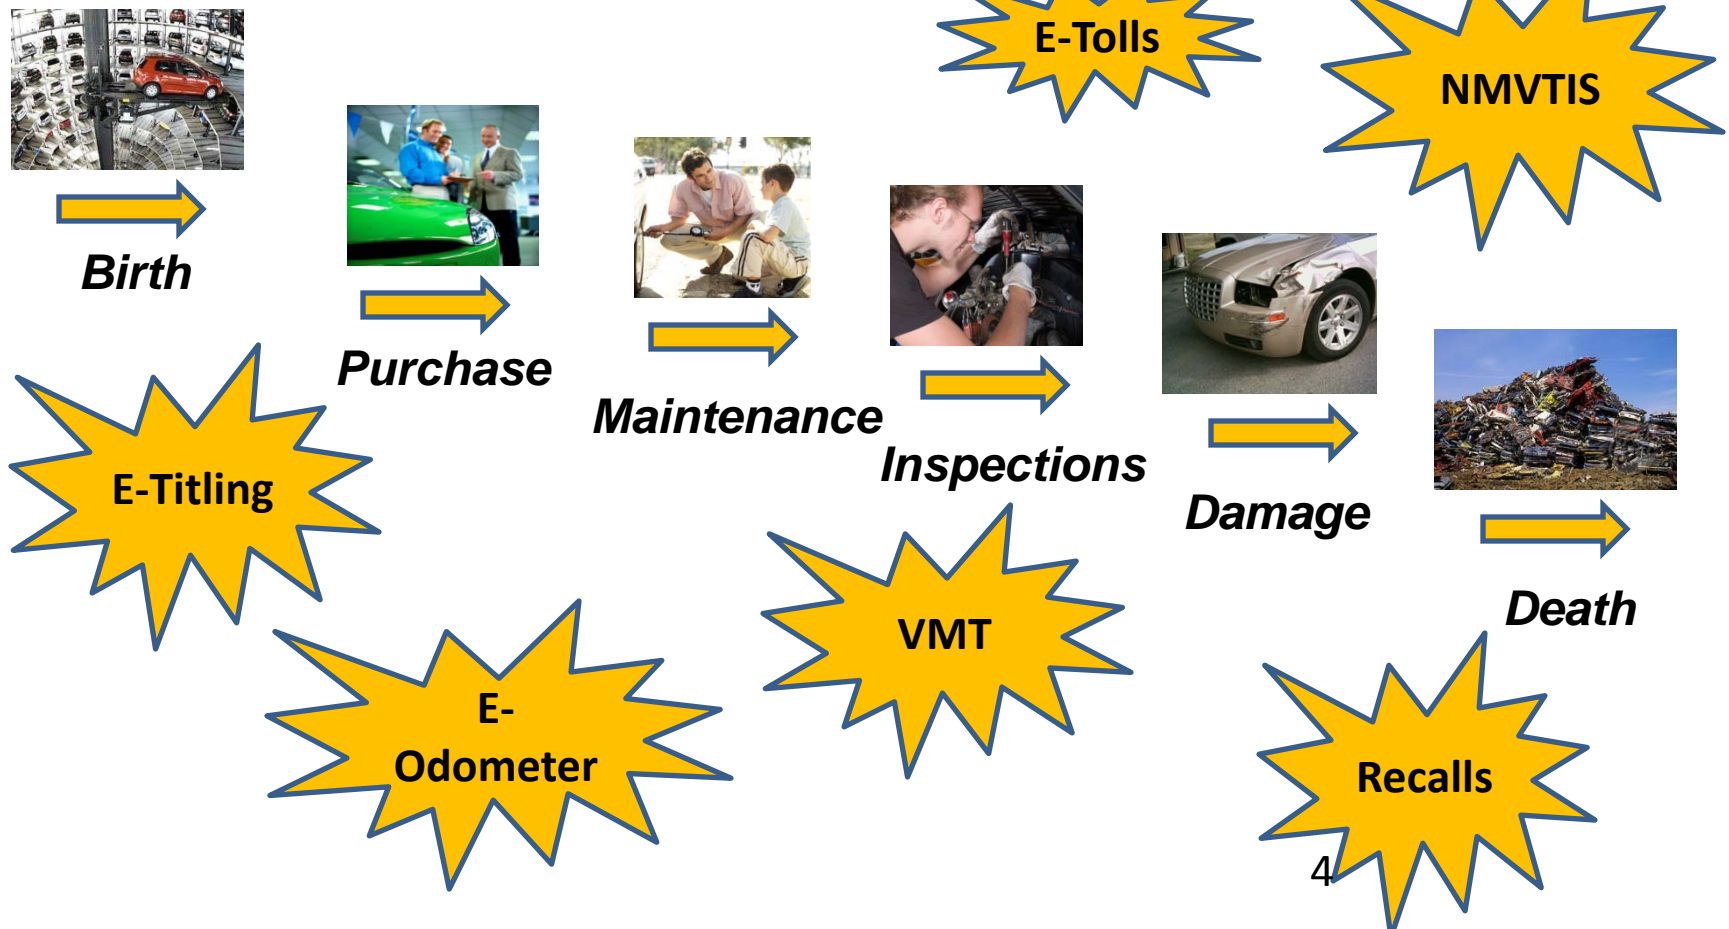 E-Tolls
NMVTIS
Birth
Purchase
Maintenance
Inspections
Damage
Death
E-Titling
E-
Odometer
VMT
Recalls
4